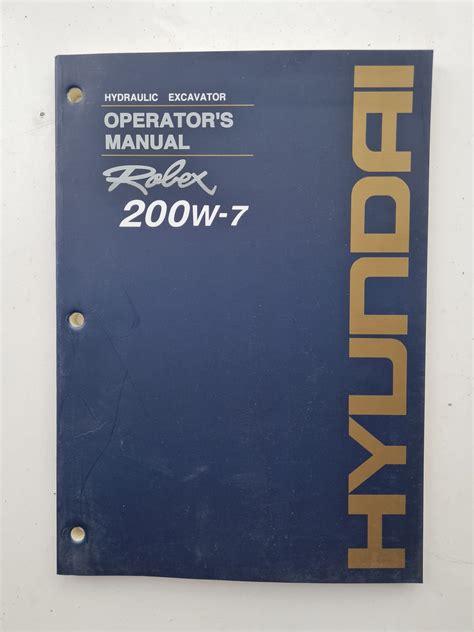 HYDRAULIC EXCAVATOR
OPERATOR'S
MANUAL
Robex
200W-7
HYUNDAI